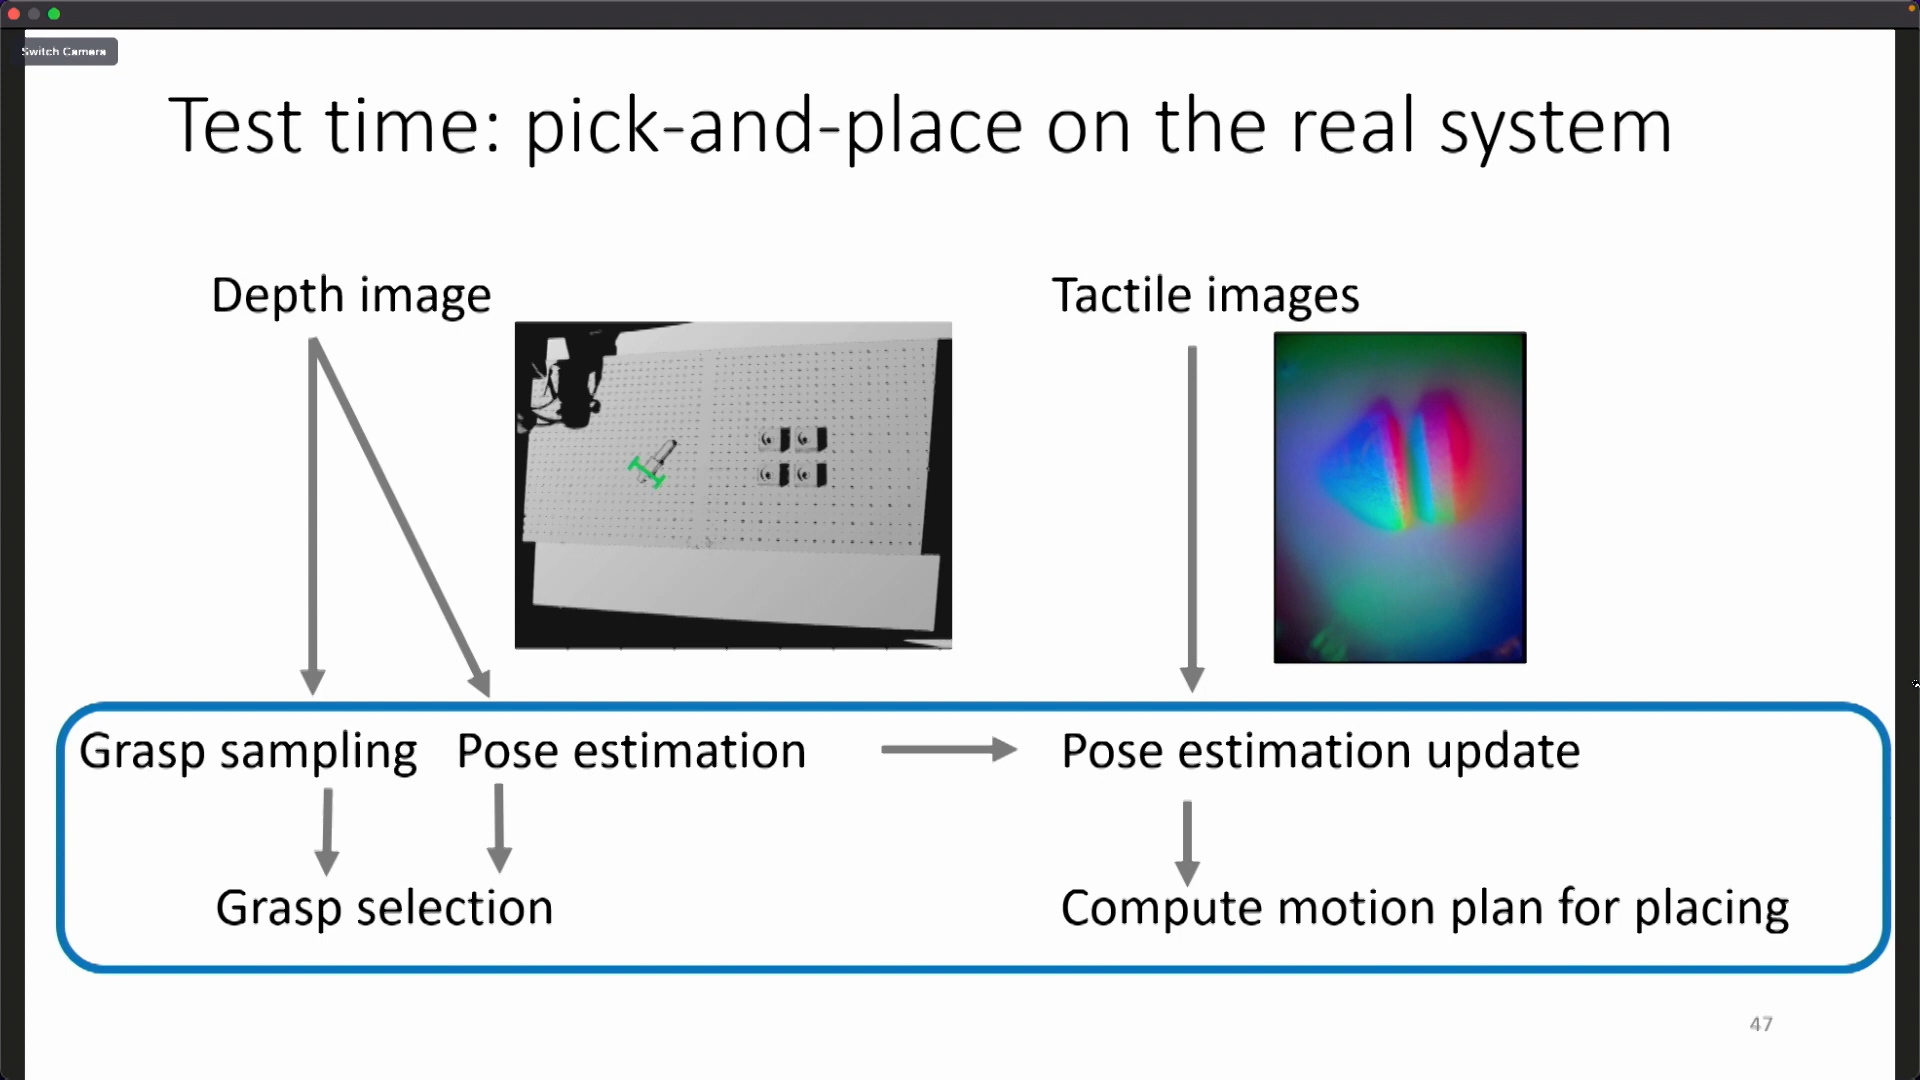 Switch Camera
Test time: pick-and-place on the real system
Depth image
Tactile images
Grasp sampling
Pose estimation
Pose estimation update
Grasp selection
Compute motion plan for placing
47